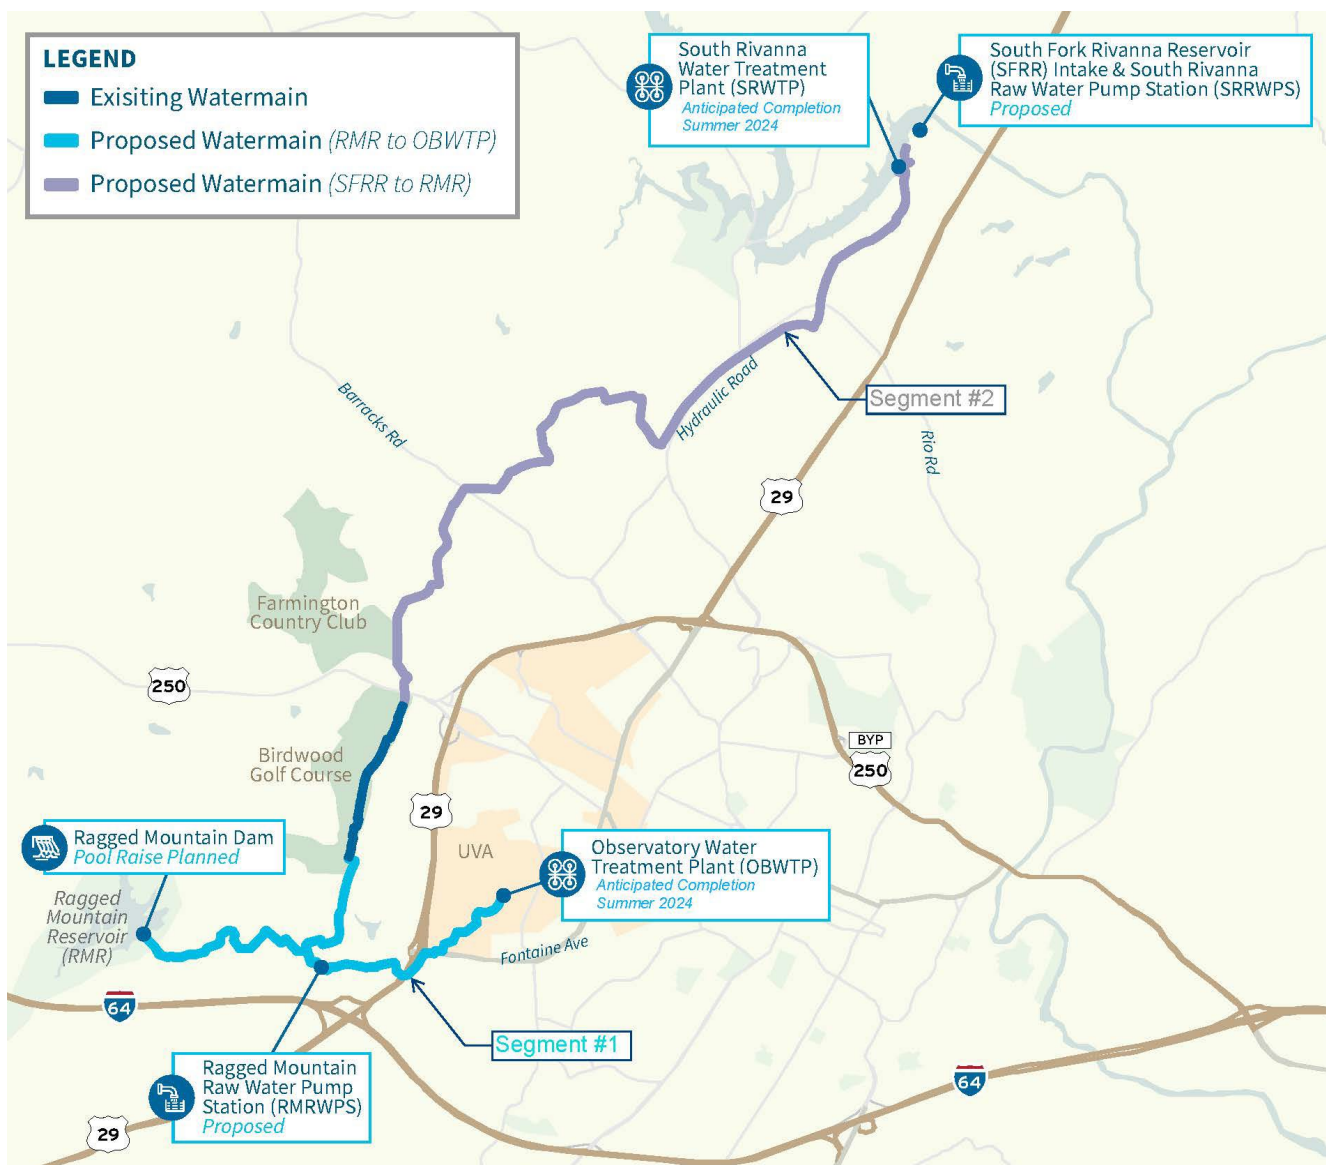 LEGEND
Exisiting Watermain
Proposed Watermain (RMR to OBWTP)
Proposed Watermain (SFRR to RMR)
South Rivanna
Water Treatment
Plant (SRWTP)
Anticipated Completion
Summer 2024
South Fork Rivanna Reservoir
(SFRR) Intake & South Rivanna
Raw Water Pump Station (SRRWPS)
Proposed
Barracks Rd
Hydraulic Road
Segment #2
Rio Rd
29
Farmington
Country Club
250
Birdwood
Golf Course
BYP
250
29
UVA
Ragged Mountain Dam
Pool Raise Planned
Observatory Water
Treatment Plant (OBWTP)
Anticipated Completion
Summer 2024
Ragged
Mountain
Reservoir
(RMR)
Fontaine Ave
64
Segment #1
Ragged Mountain
Raw Water Pump
Station (RMRWPS)
Proposed
64
29